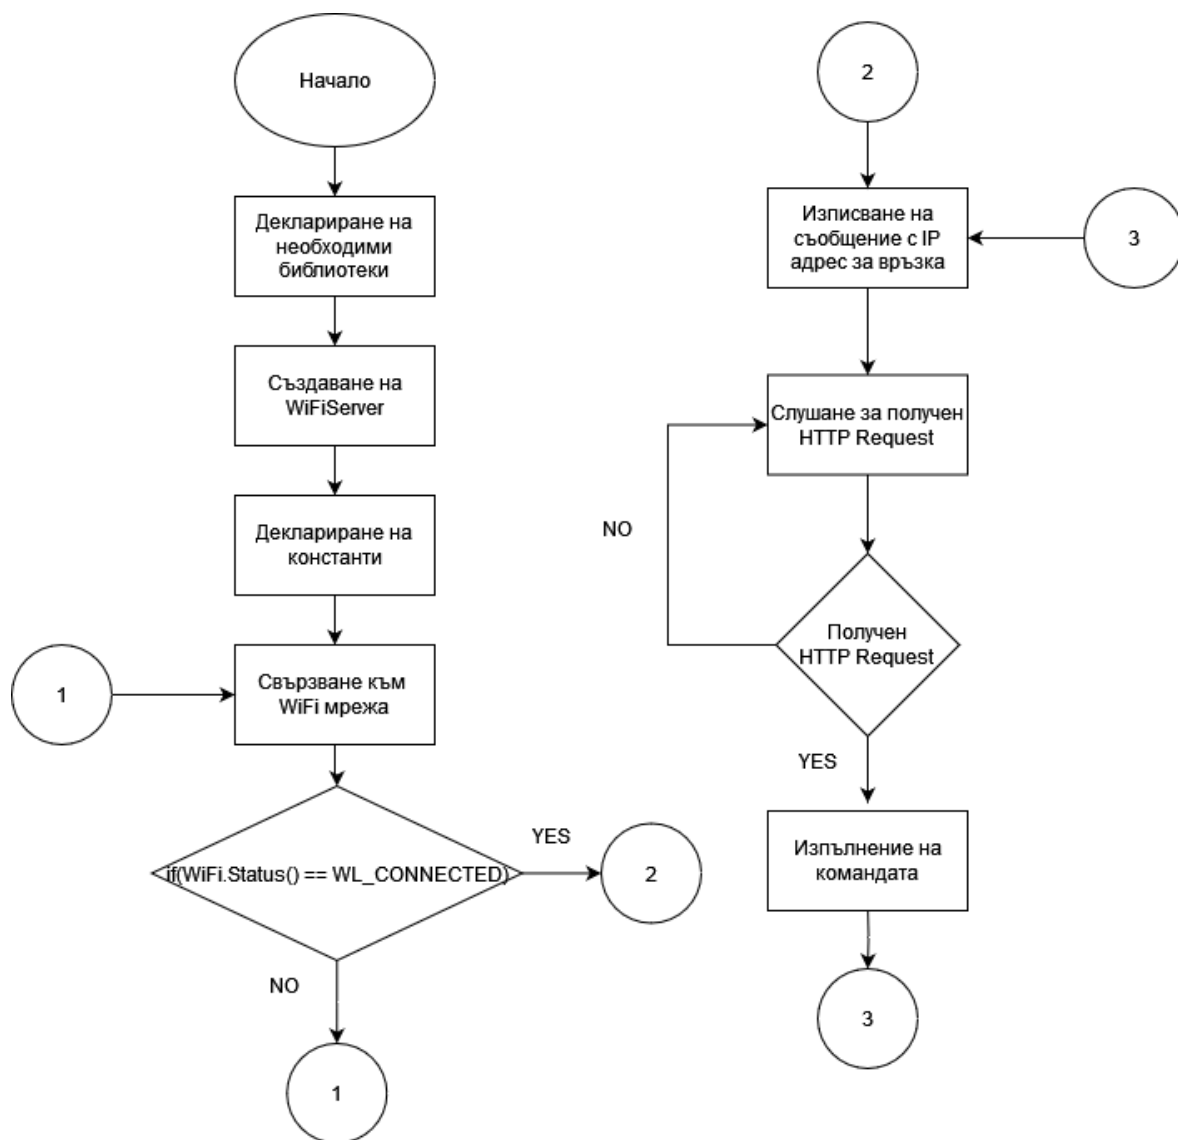 Начало
Деклариране на
необходими
библиотеки
Създаване на
WiFiServer
Деклариране на
константи
1
Свързване към
WiFi мрежа
if(WiFi.Status() == WL_CONNECTED)
YES
2
NO
1
2
Изписване на
съобщение с IP
адрес за връзка
3
Слушане за получен
HTTP Request
NO
Получен
HTTP Request
YES
Изпълнение на
командата
3